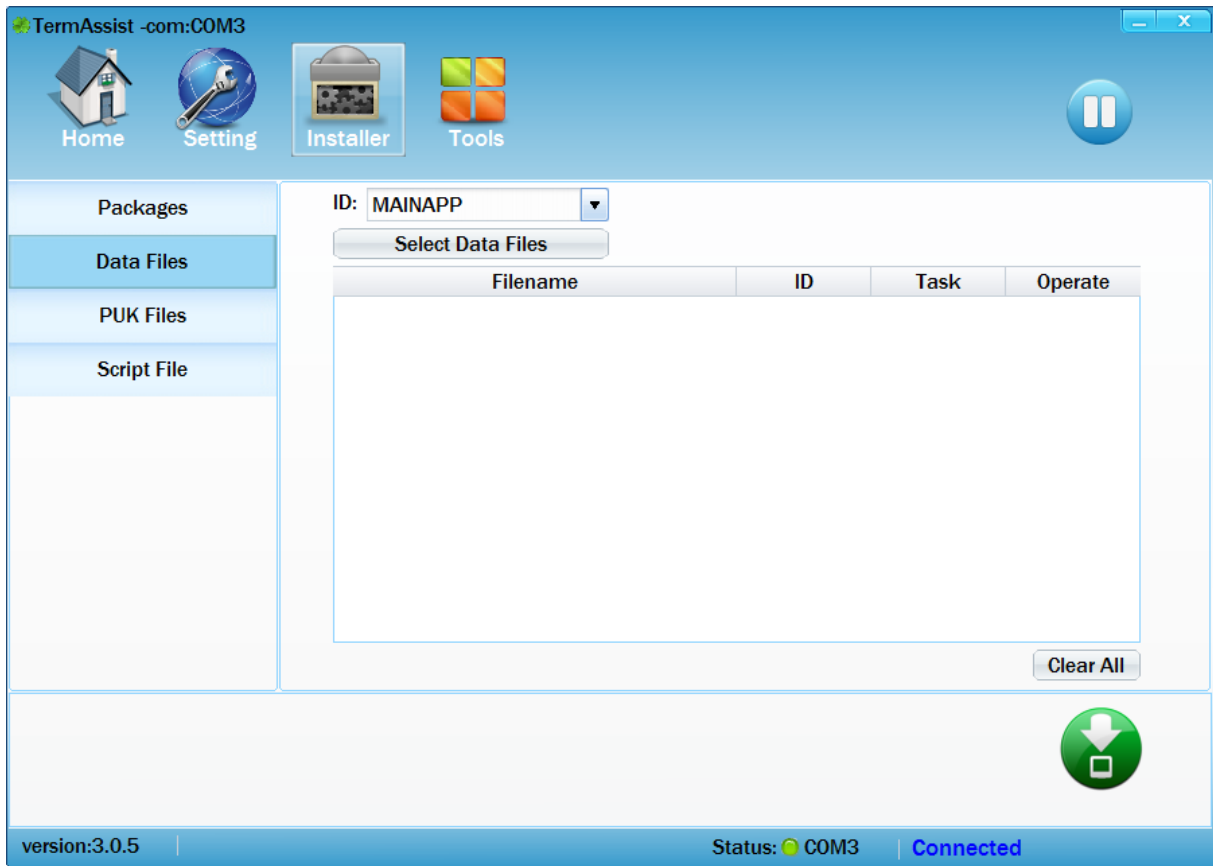 TermAssist -com:COM3
Home Setting Installer Tools
Packages
Data Files
PUK Files
Script File
ID: MAINAPP
Select Data Files
Filename ID Task Operate
Clear All
version:3.0.5 Status: COM3 Connected